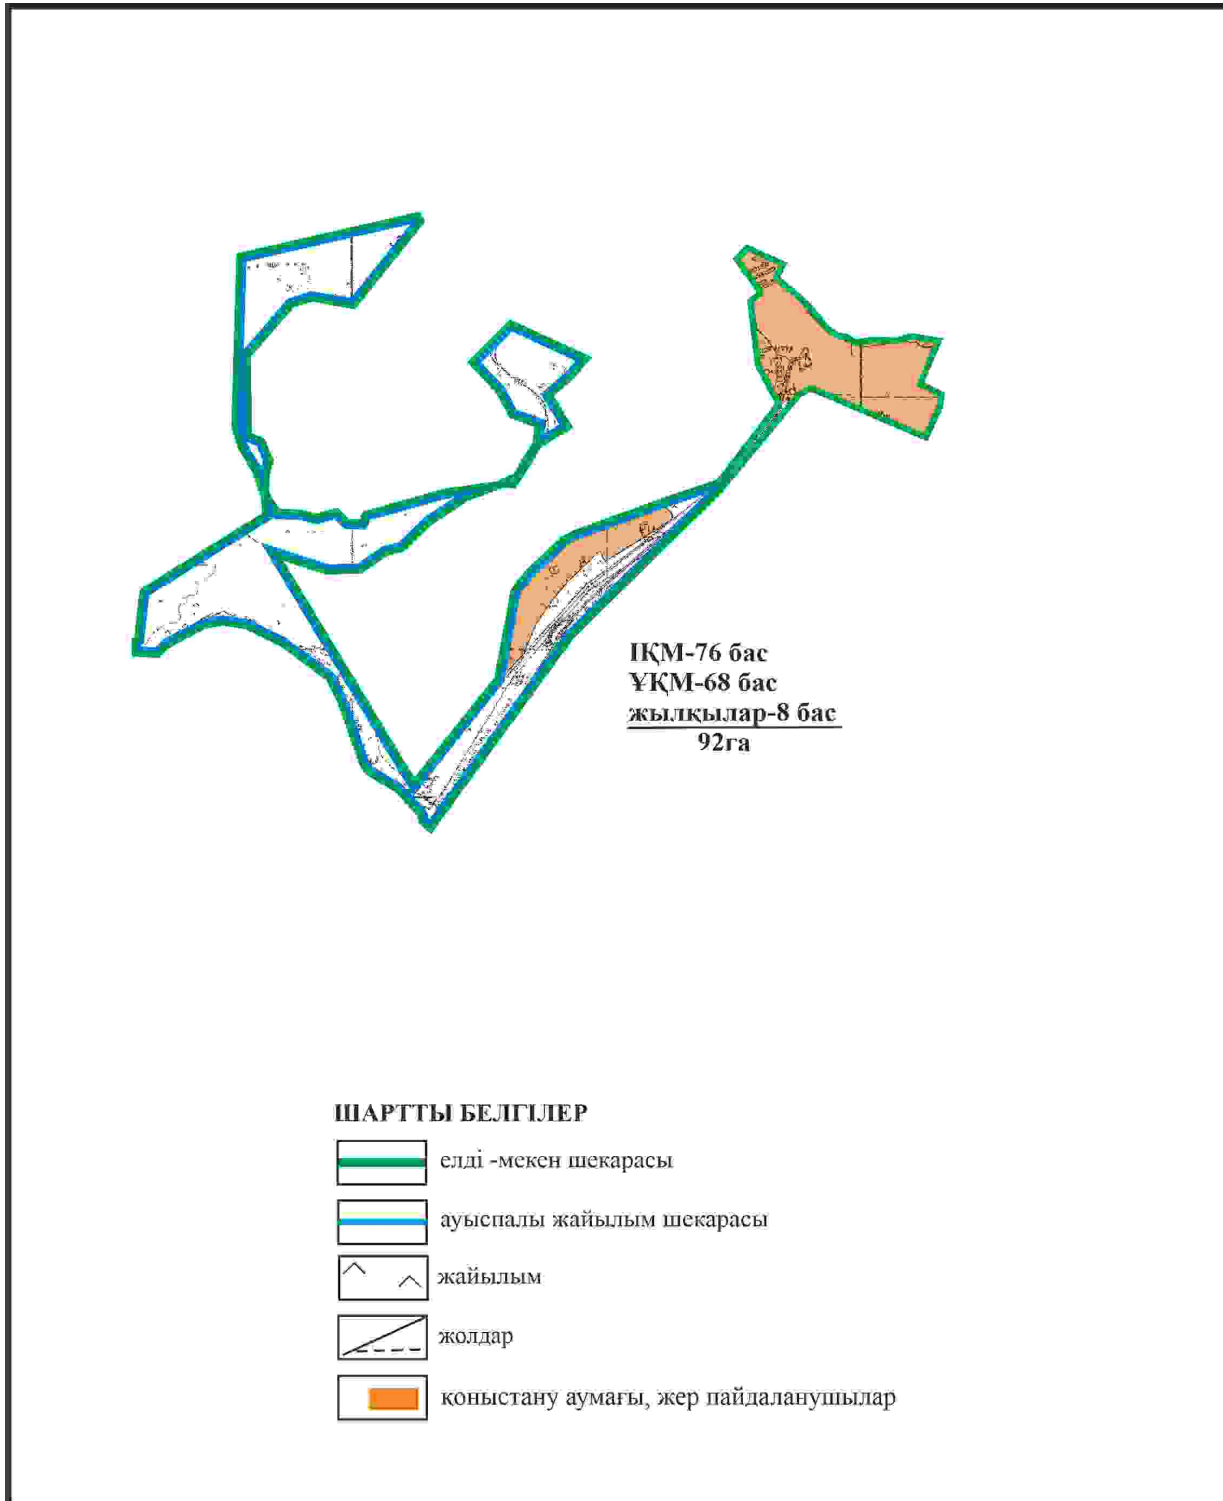 ІҚМ-76 бас
ҰҚМ-68 бас
жылқылар-8 бас
92га
ШАРТТЫ БЕЛГІЛЕР
елді -мекен шекарасы
ауыспалы жайылым шекарасы
жайылым
жолдар
қоныстану аумағы, жер пайдаланушылар